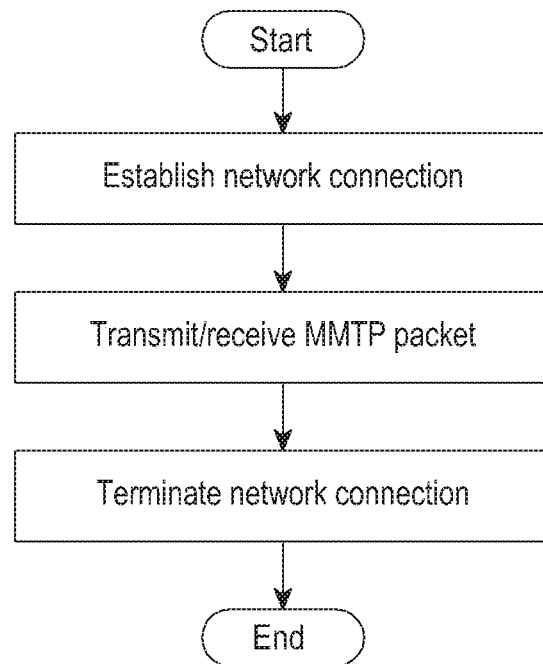 Start
Establish network connection
Transmit/receive MMTP packet
Terminate network connection
End